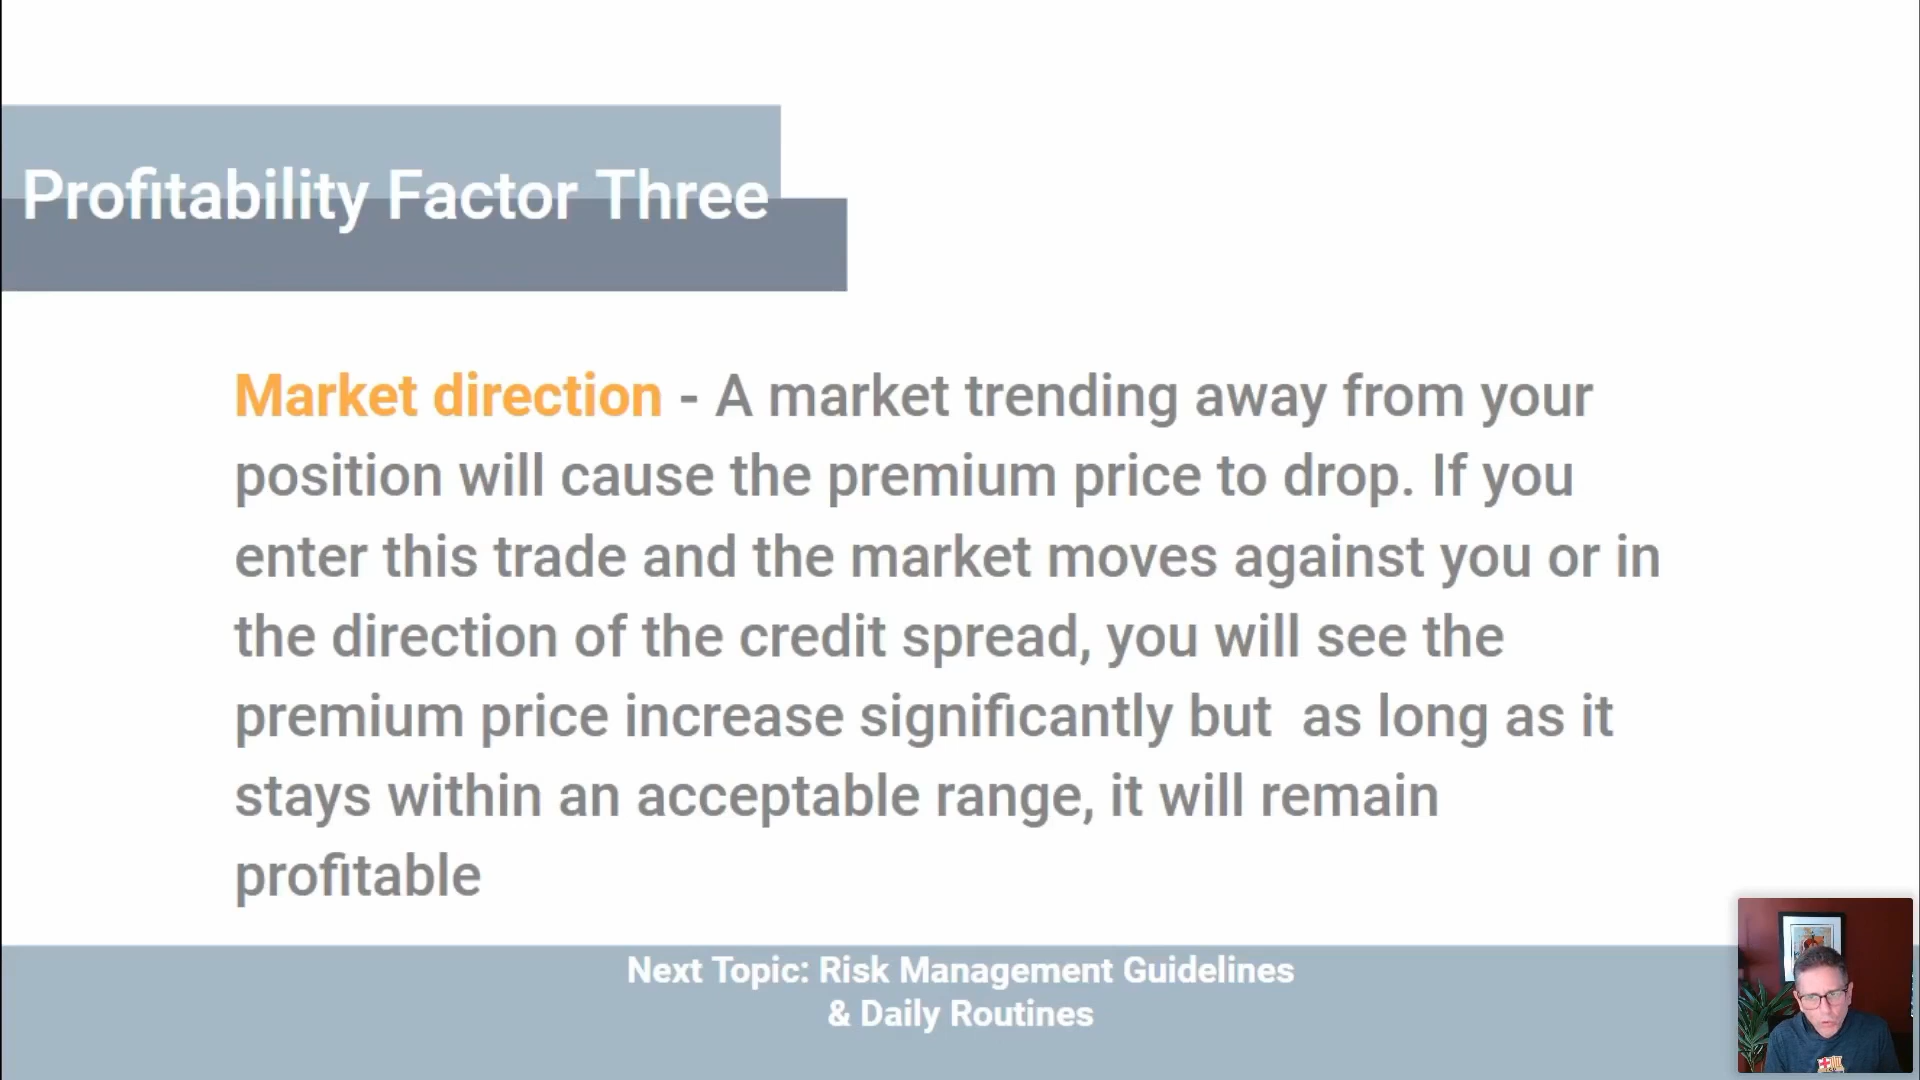 Profitability Factor Three
Market direction - A market trending away from your
position will cause the premium price to drop. If you
enter this trade and the market moves against you or in
the direction of the credit spread, you will see the
premium price increase significantly but  as long as it
stays within an acceptable range, it will remain
profitable
Next Topic: Risk Management Guidelines
& Daily Routines